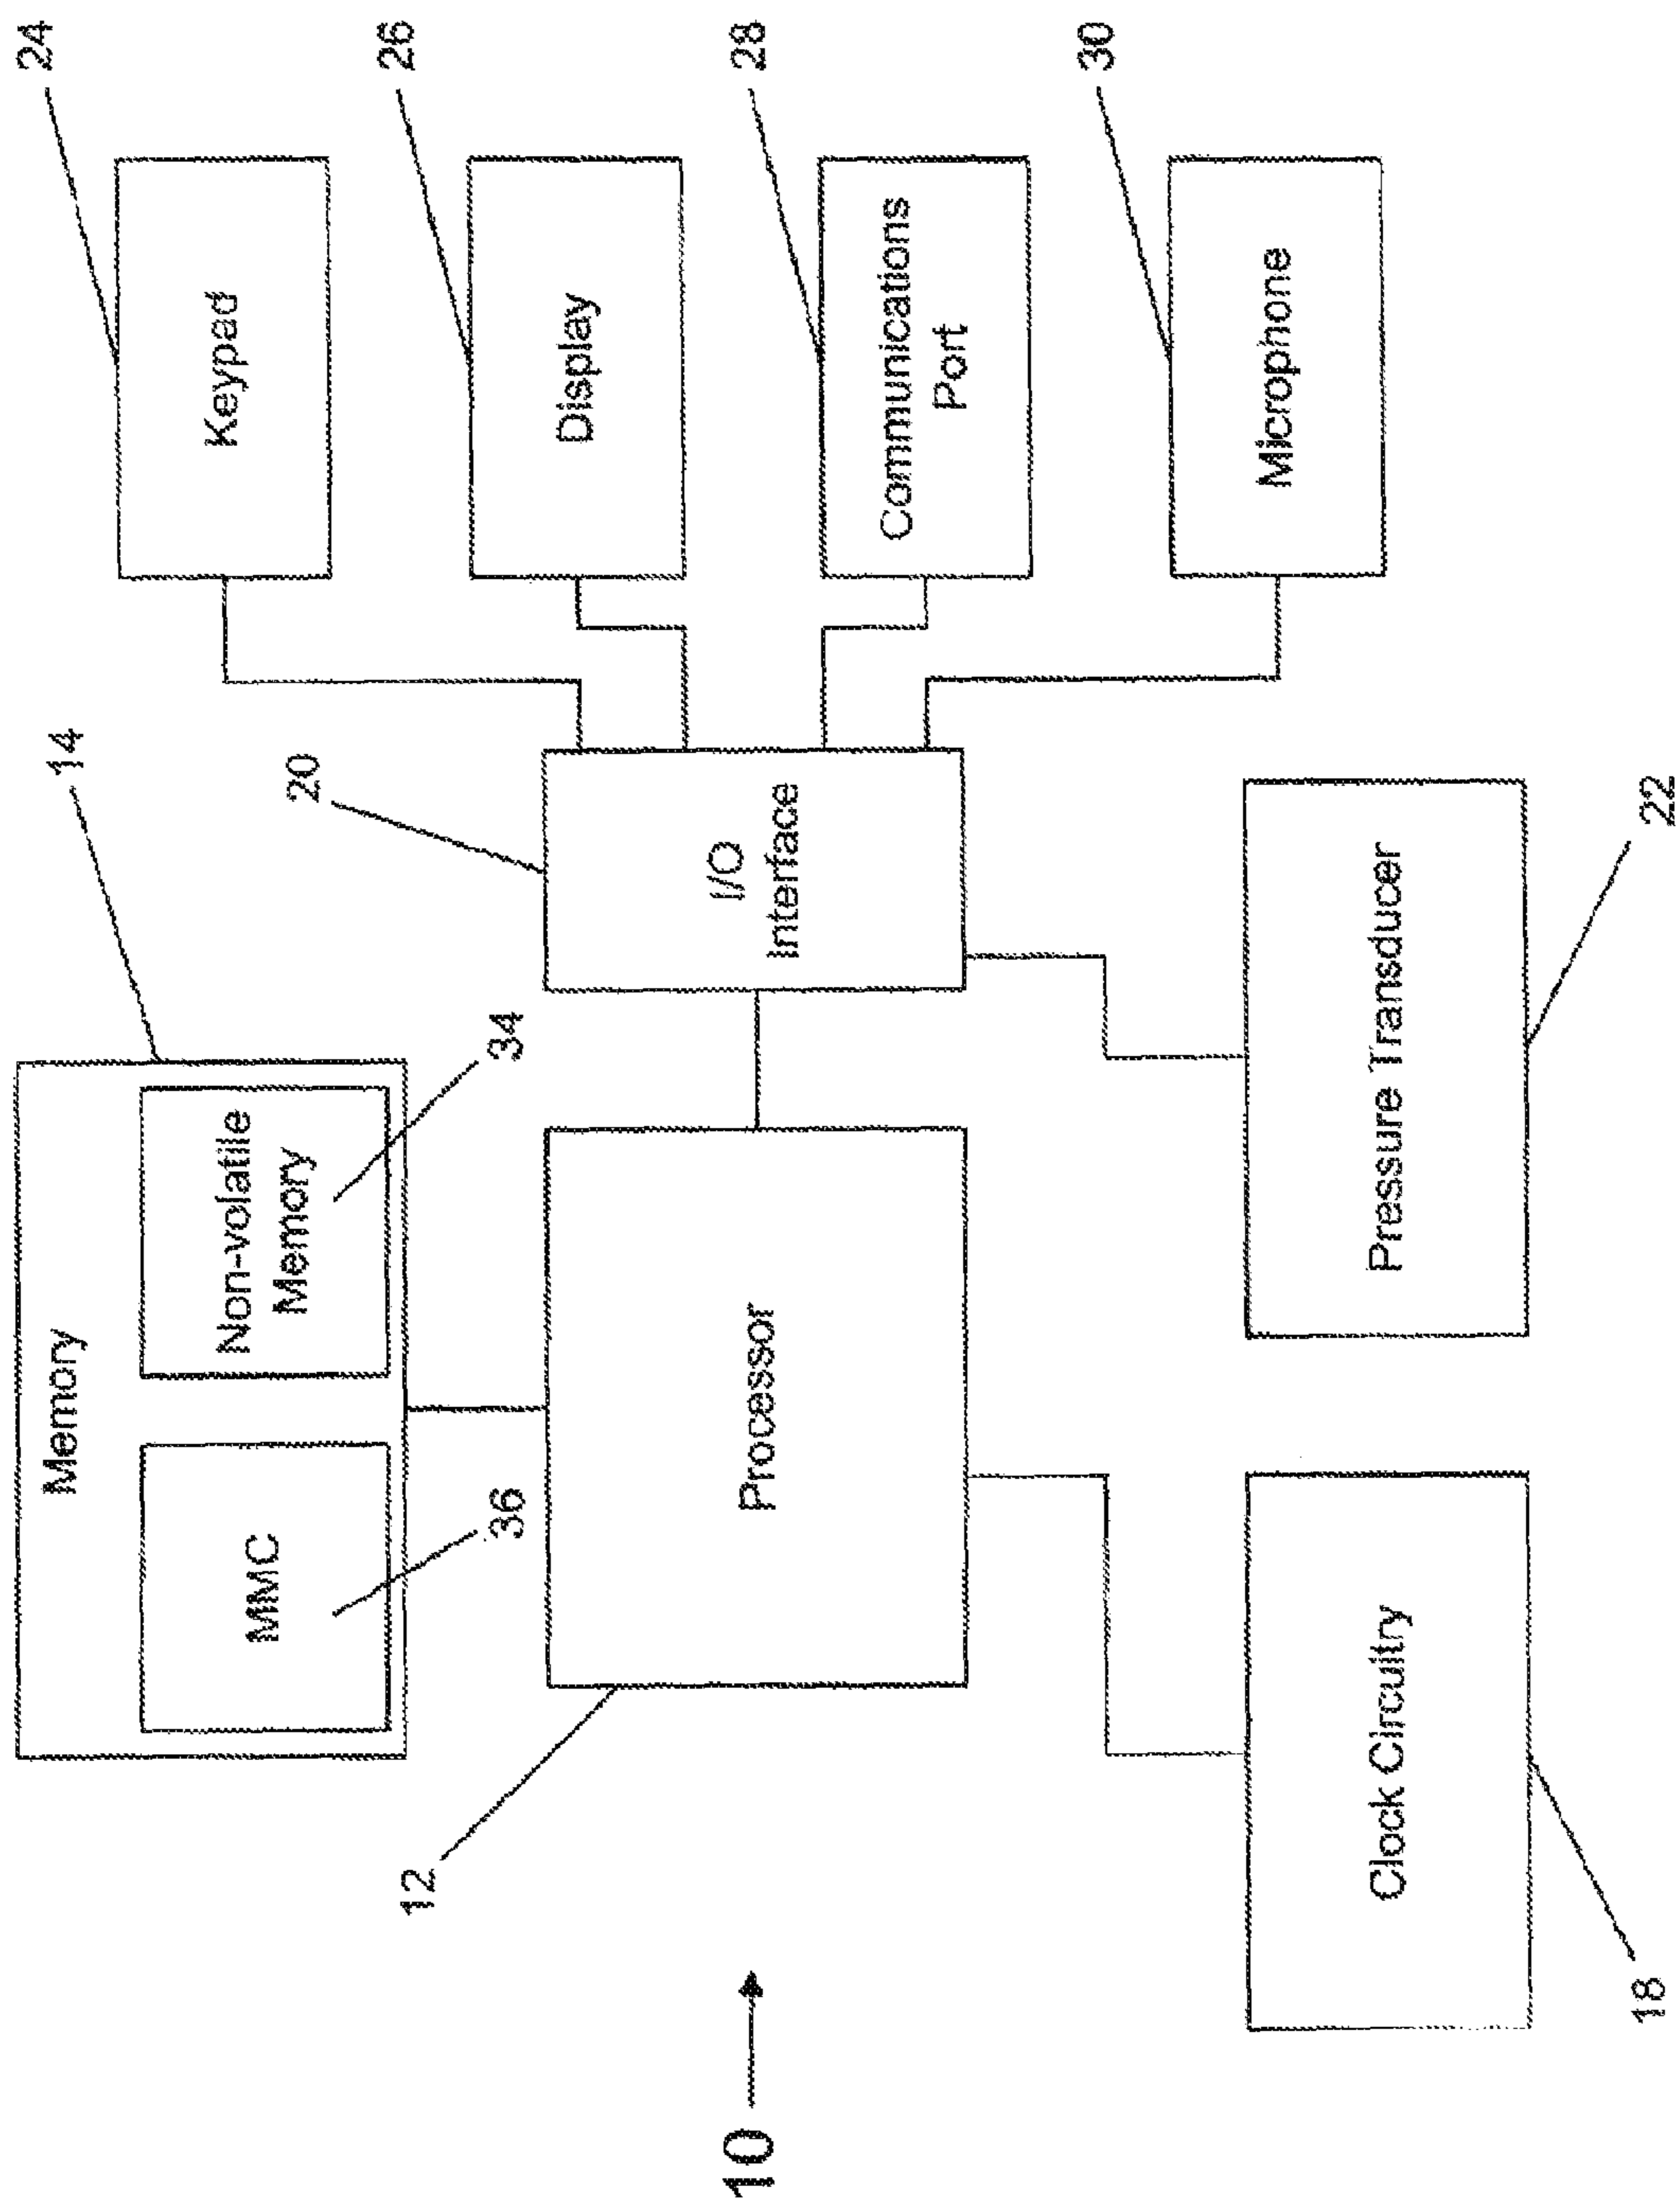 Memory
14
MMC
Non-volatile
Memory
36
34
20
24
Keypad
26
Display
12
Processor
I/O
Interface
28
Communications
Port
10
30
Microphone
Clock Circuitry
Pressure Transducer
18
22